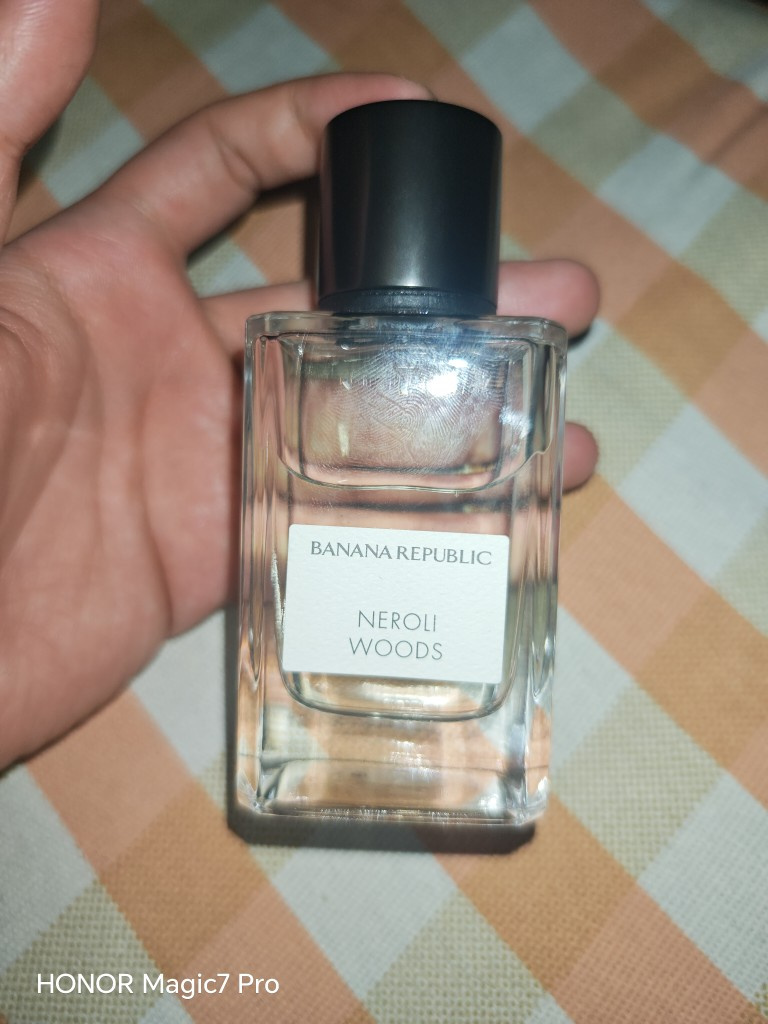 BANANA REPUBLIC
NEROLI
WOODS
HONOR Magic7 Pro